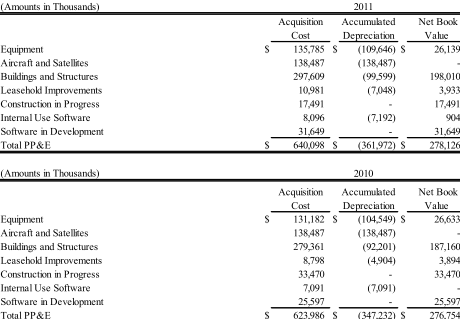 (Amounts in Thousands) 2011
Acquisition Accumulated Net Book
Cost Depreciation Value
Equipment $ 135,785 $ (109,646) $ 26,139
Aircraft and Satellites 138,487 (138,487) -
Buildings and Structures 297,609 (99,599) 198,010
Leasehold Improvements 10,981 (7,048) 3,933
Construction in Progress 17,491 - 17,491
Internal Use Software 8,096 (7,192) 904
Software in Development 31,649 - 31,649
Total PP&E $ 640,098 $ (361,972) $ 278,126
(Amounts in Thousands) 2010
Acquisition Accumulated Net Book
Cost Depreciation Value
Equipment $ 131,182 $ (104,549) $ 26,633
Aircraft and Satellites 138,487 (138,487) -
Buildings and Structures 279,361 (92,201) 187,160
Leasehold Improvements 8,798 (4,904) 3,894
Construction in Progress 33,470 - 33,470
Internal Use Software 7,091 (7,091) -
Software in Development 25,597 - 25,597
Total PP&E $ 623,986 $ (347,232) $ 276,754